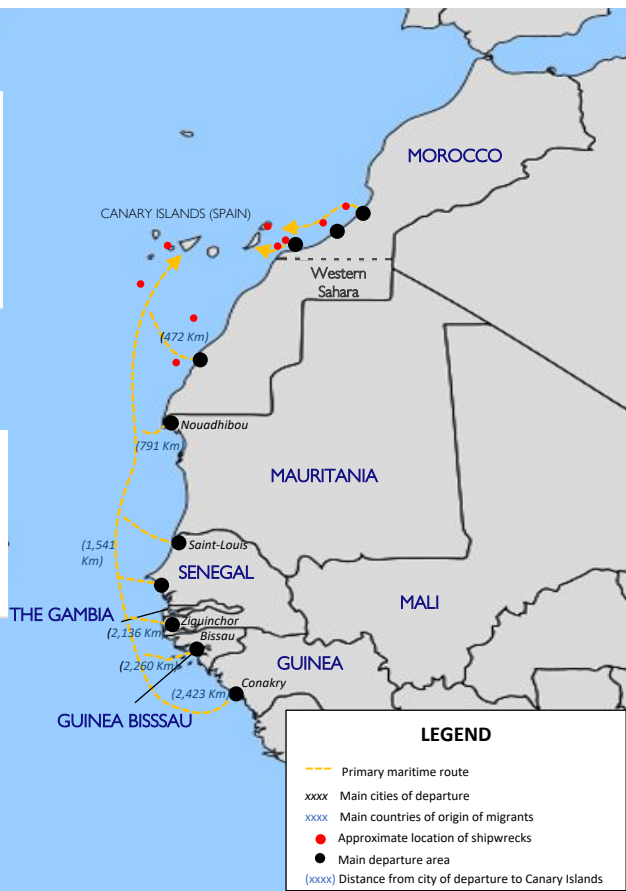 MOROCCO
CANARY ISLANDS (SPAIN)
Western
Sahara
(472 Km)
Nouadhibou
(791 Km)
MAURITANIA
(1,541
Km)
Saint-Louis
SENEGAL
MALI
THE GAMBIA
Ziguinchor
(2,136 Km)
Bissau
(2,260 Km)
GUINEA
Conakry
(2,423 Km)
GUINEA BISSSAU
LEGEND
Primary maritime route
xxxx Main cities of departure
xxxx Main countries of origin of migrants
Approximate location of shipwrecks
Main departure area
(xxxx) Distance from city of departure to Canary Islands